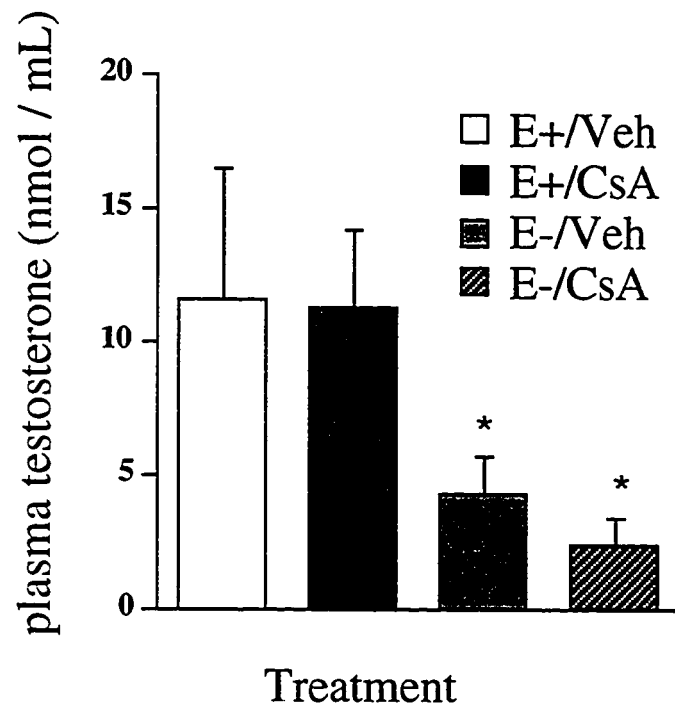 plasma testosterone (nmol / mL)
20
15
10
5
0
E+/Veh
E+/CsA
E-/Veh
E-/CsA
*
*
Treatment